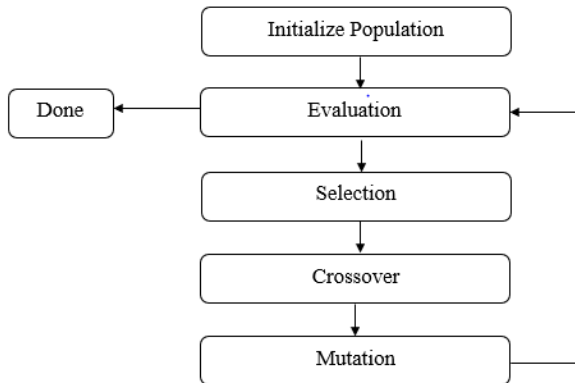 Initialize Population
Done
Evaluation
Selection
Crossover
Mutation